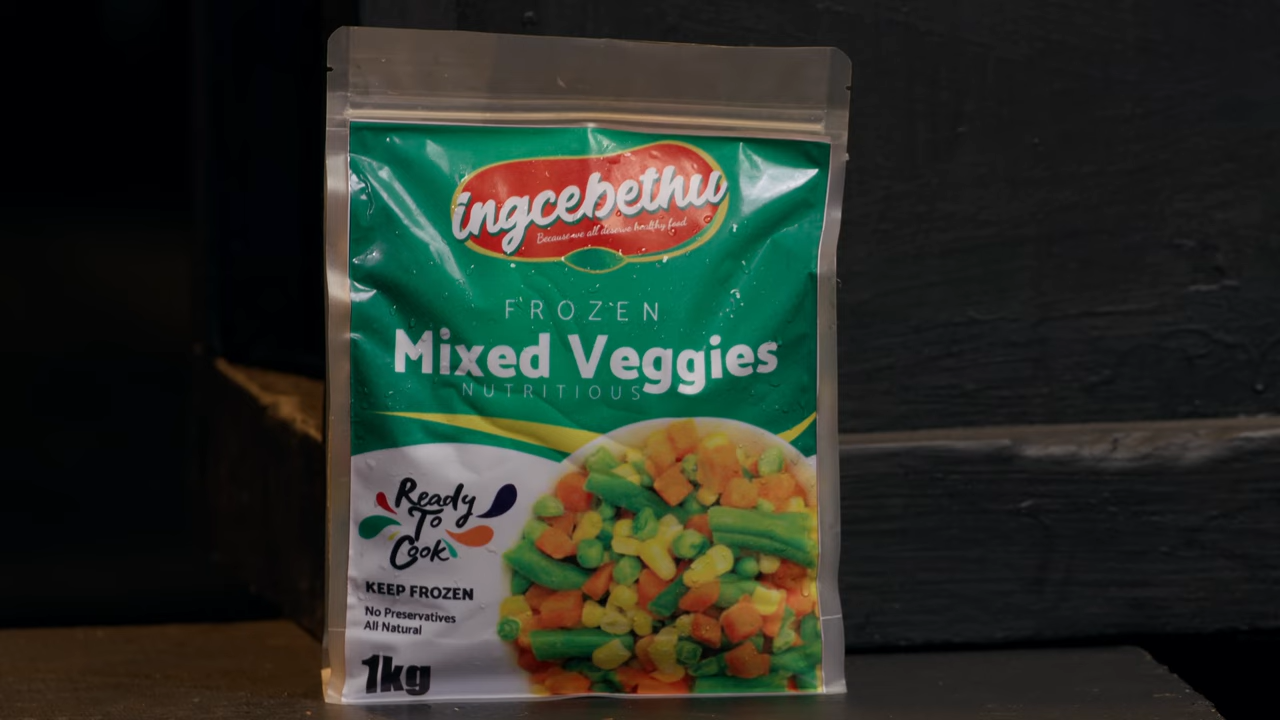 ingcebethu
Because we all deserve healthy food
FROZEN
Mixed Veggies
NUTRITIOUS
Ready
To
Cook
KEEP FROZEN
No Preservatives
All Natural
1kg